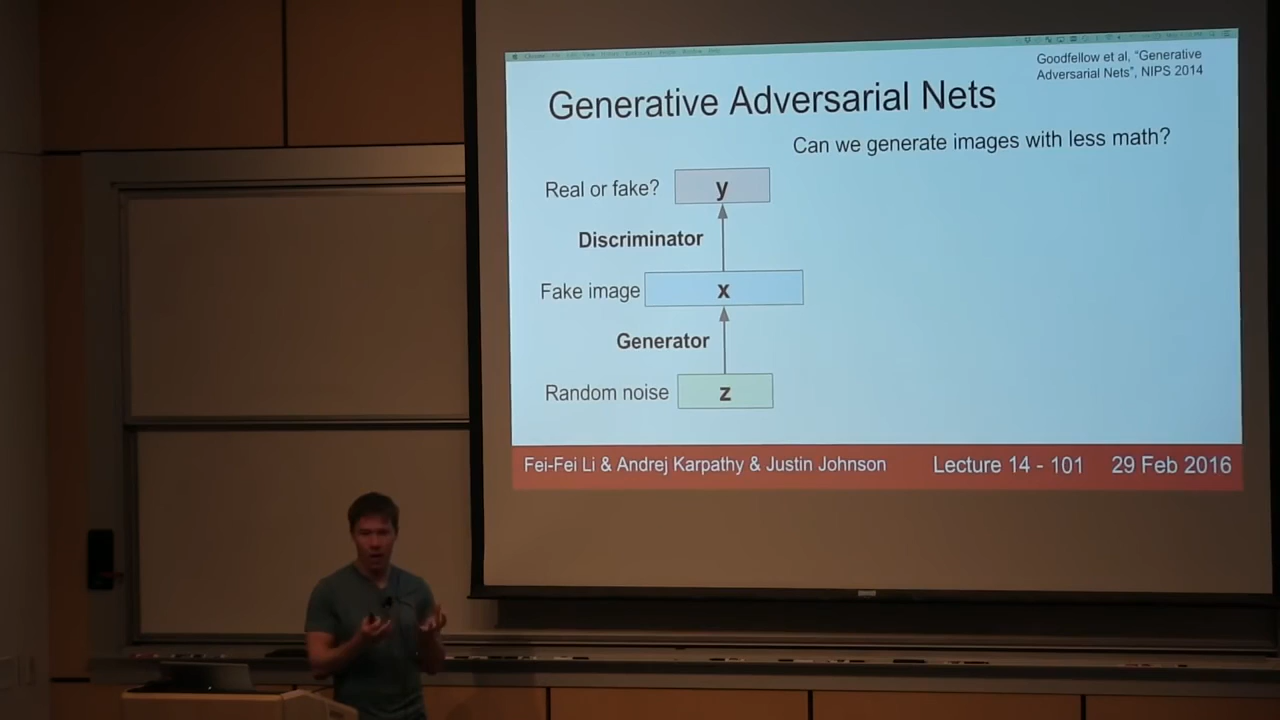 Goodfellow et al, “Generative
Adversarial Nets”, NIPS 2014
Generative Adversarial Nets
Can we generate images with less math?
Real or fake? y
Discriminator
Fake image x
Generator
Random noise z
Fei-Fei Li & Andrej Karpathy & Justin Johnson Lecture 14 - 101 29 Feb 2016